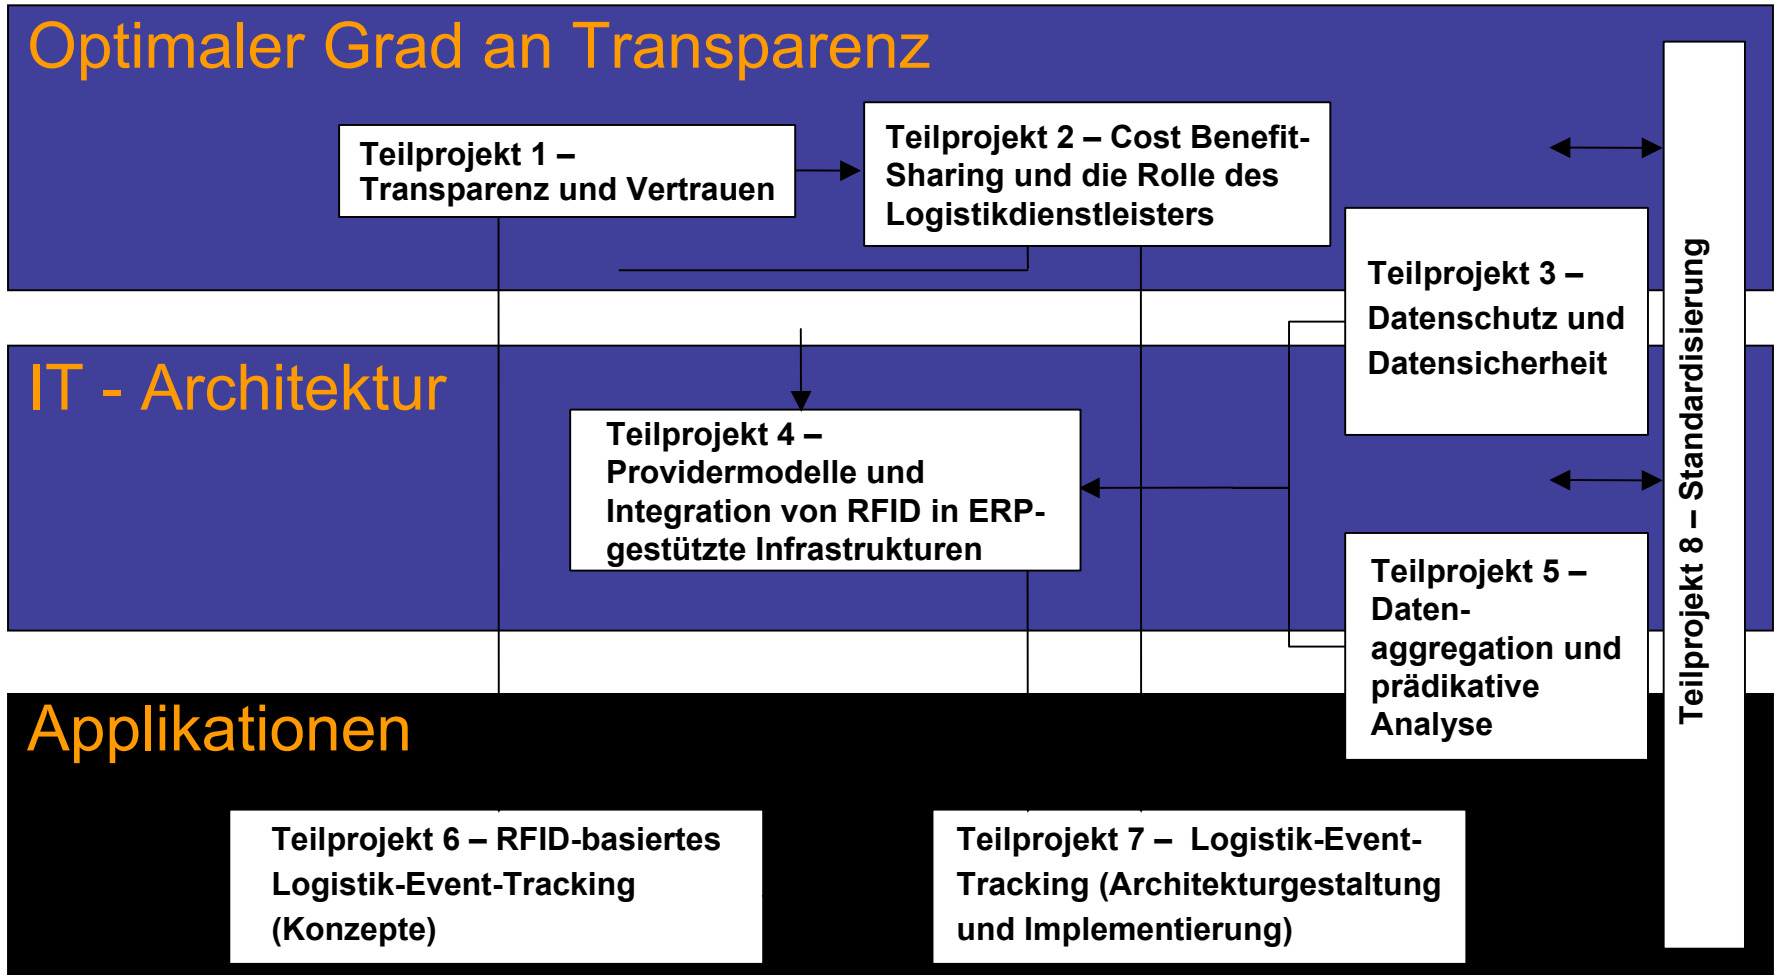 Optimaler Grad an Transparenz
Teilprojekt 1 –
Transparenz und Vertrauen
Teilprojekt 2 – Cost Benefit-
Sharing und die Rolle des
Logistikdienstleisters
Teilprojekt 3 –
Datenschutz und
Datensicherheit
IT - Architektur
Teilprojekt 4 –
Providermodelle und
Integration von RFID in ERP-
gestützte Infrastrukturen
Teilprojekt 5 –
Daten-
aggregation und
prädikative
Analyse
Teilprojekt 8 – Standardisierung
Applikationen
Teilprojekt 6 – RFID-basiertes
Logistik-Event-Tracking
(Konzepte)
Teilprojekt 7 – Logistik-Event-
Tracking (Architekturgestaltung
und Implementierung)